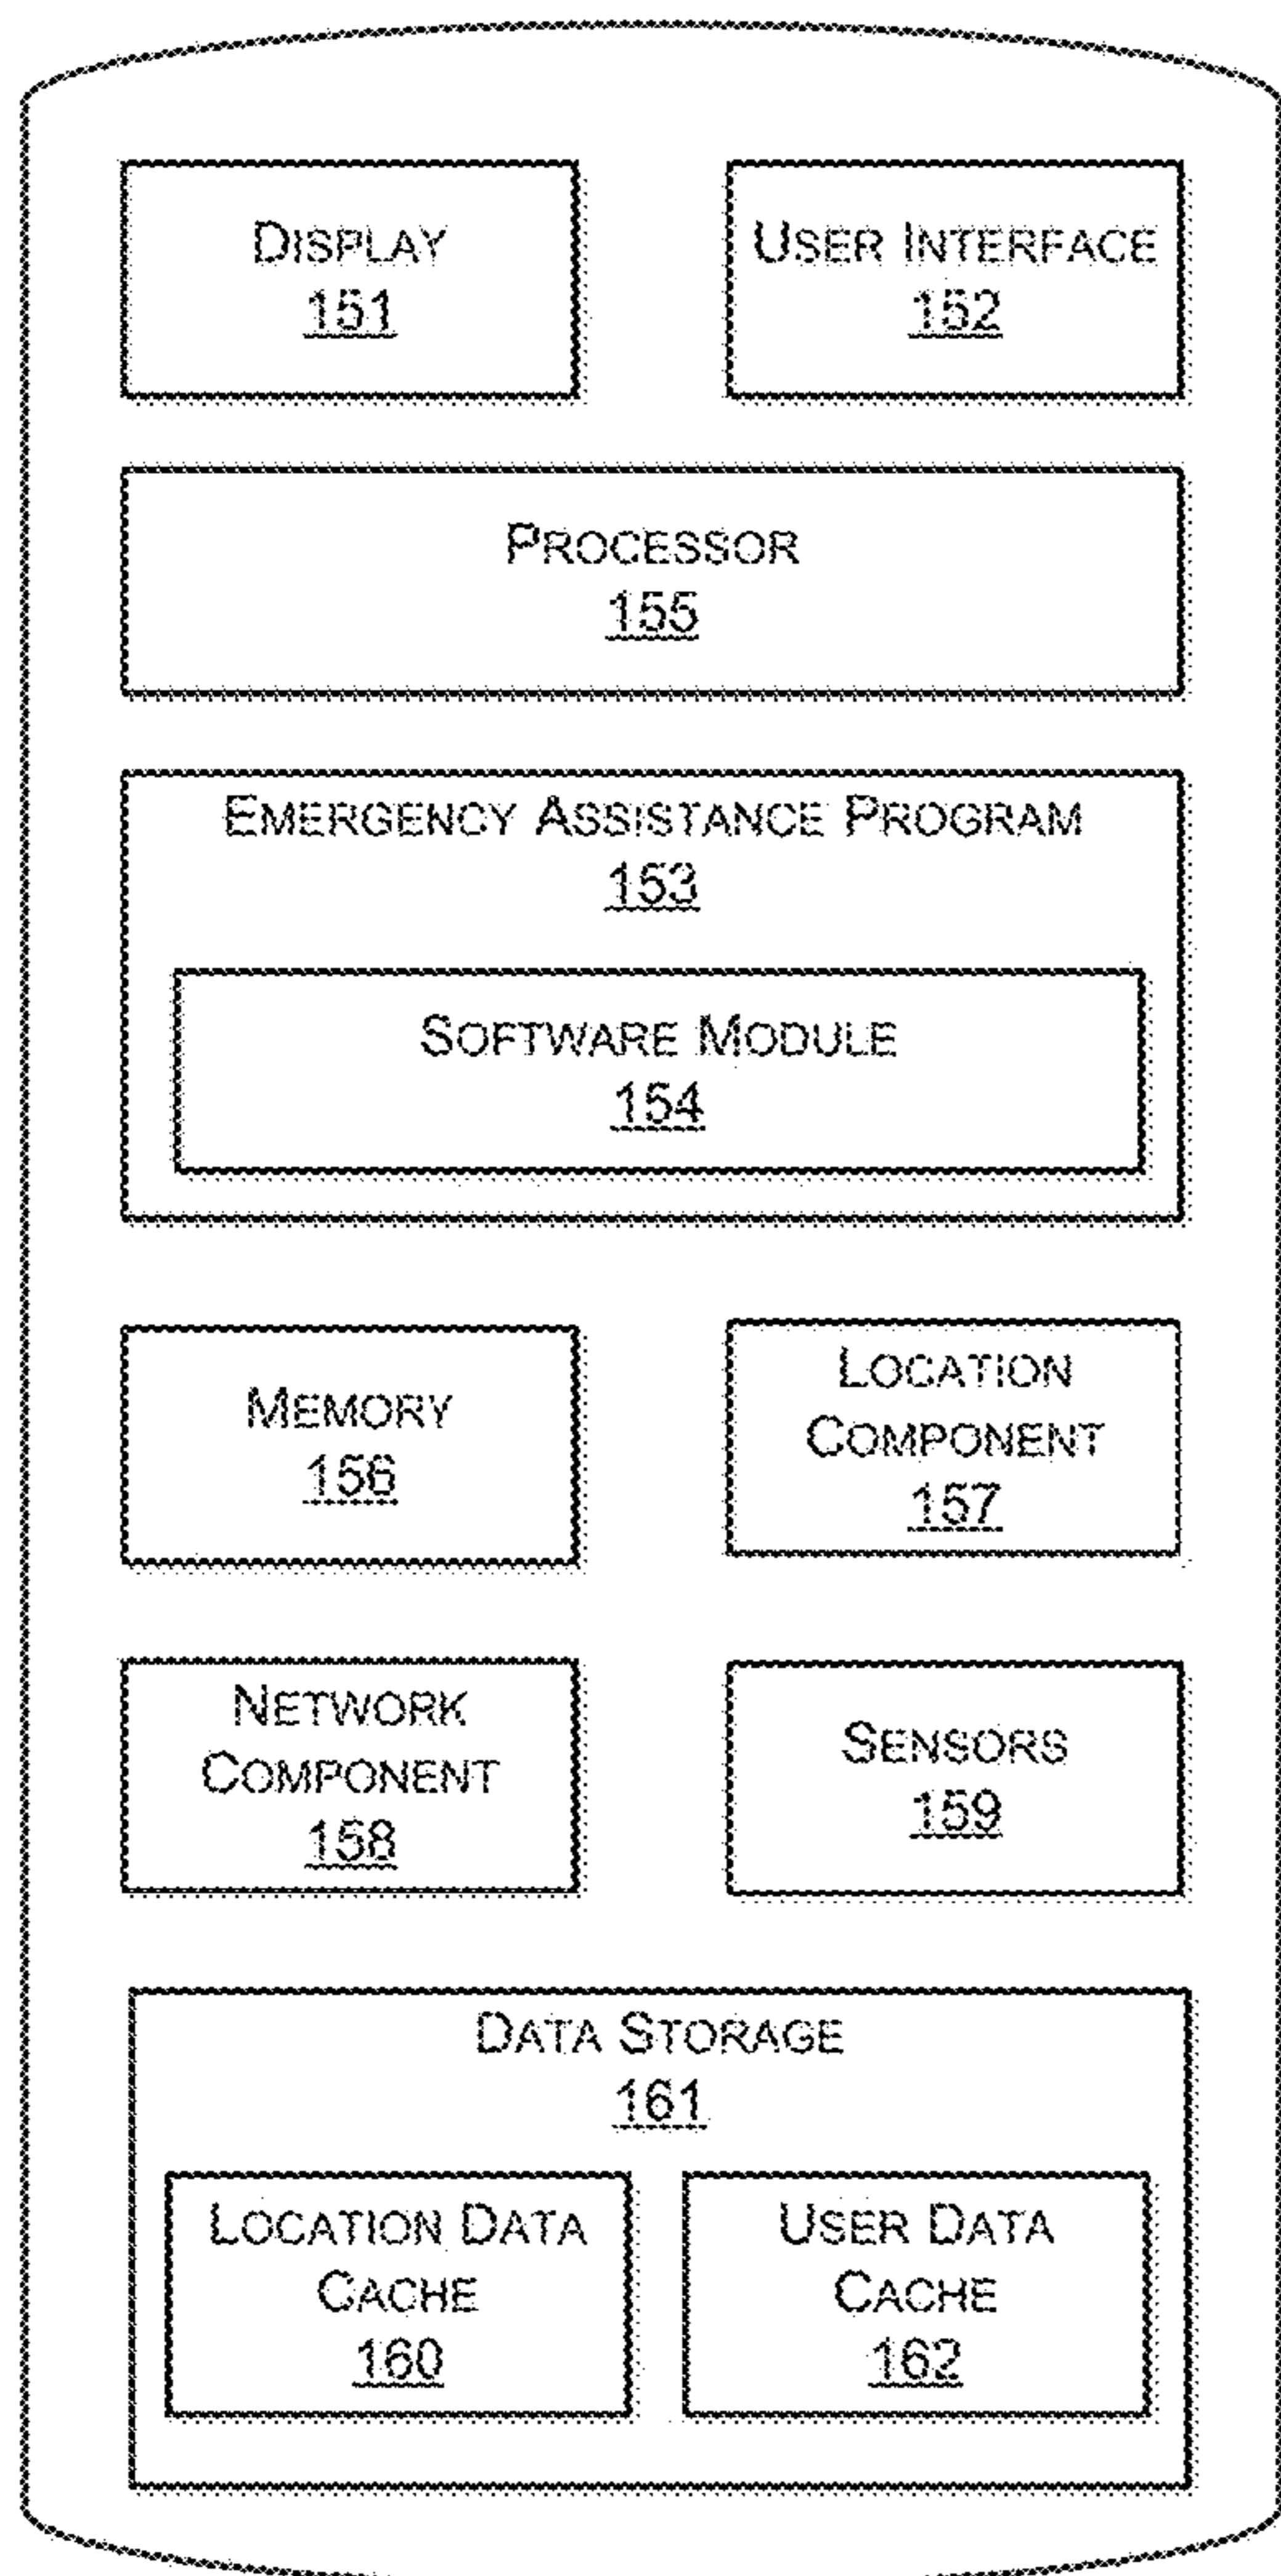 DISPLAY
151
USER INTERFACE
152
PROCESSOR
155
EMERGENCY ASSISTANCE PROGRAM
153
SOFTWARE MODULE
154
MEMORY
156
LOCATION
COMPONENT
157
NETWORK
COMPONENT
158
SENSORS
159
DATA STORAGE
161
LOCATION DATA
CACHE
160
USER DATA
CACHE
162